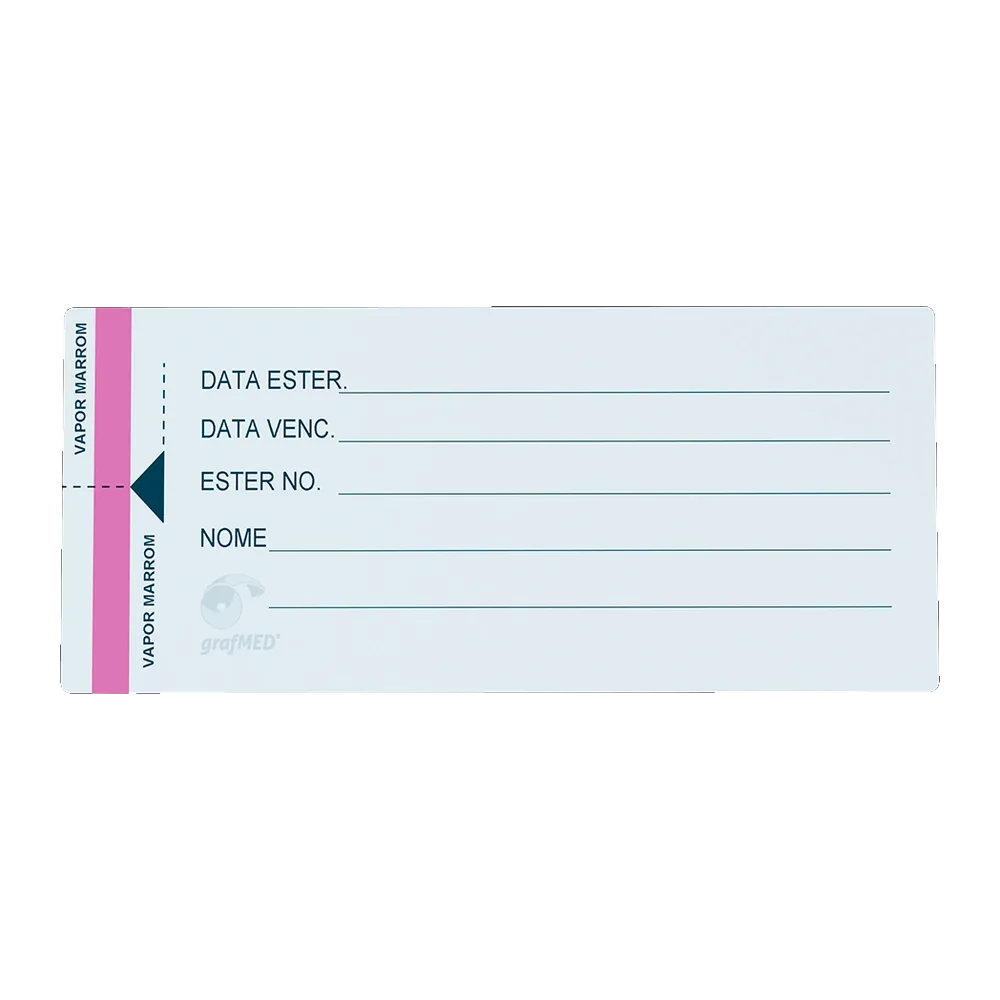 VAPOR MARROM
VAPOR MARROM
DATA ESTER.
DATA VENC.
ESTER NO.
NOME
grafMED